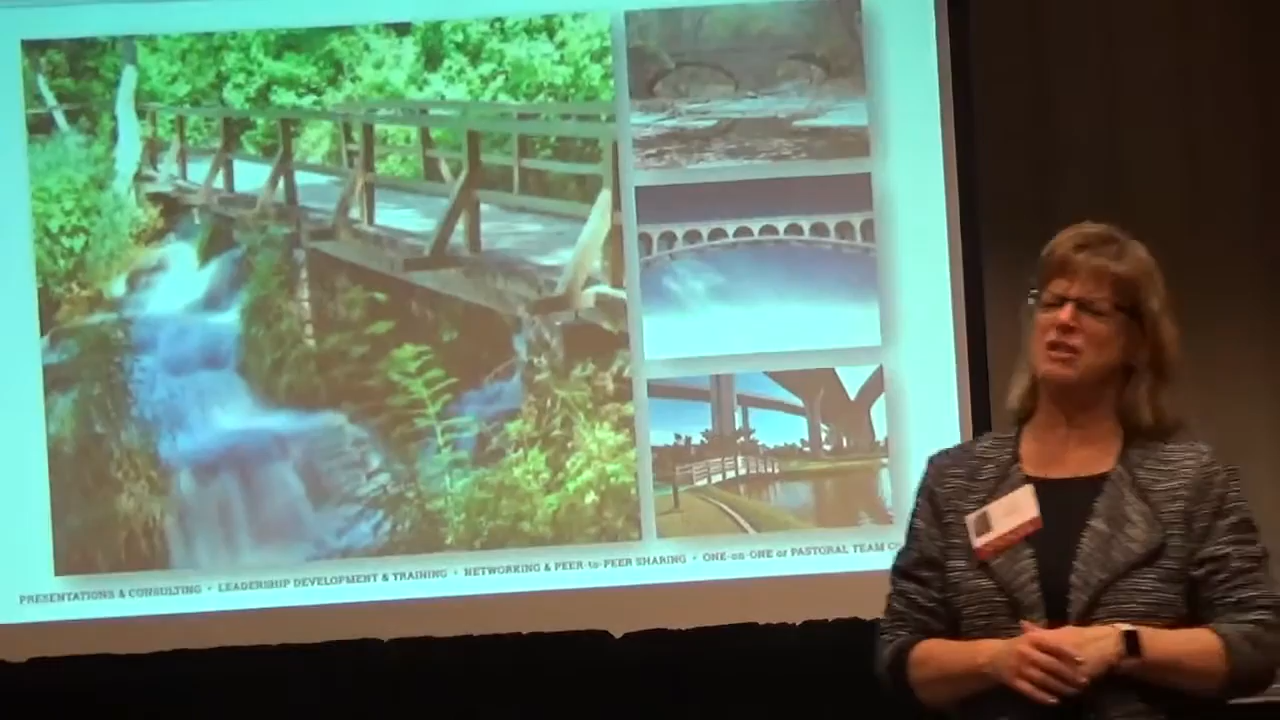 PRESENTATIONS & CONSULTING • LEADERSHIP DEVELOPMENT & TRAINING • NETWORKING & PEER-to-PEER SHARING • ONE-on-ONE or PASTORAL TEAM